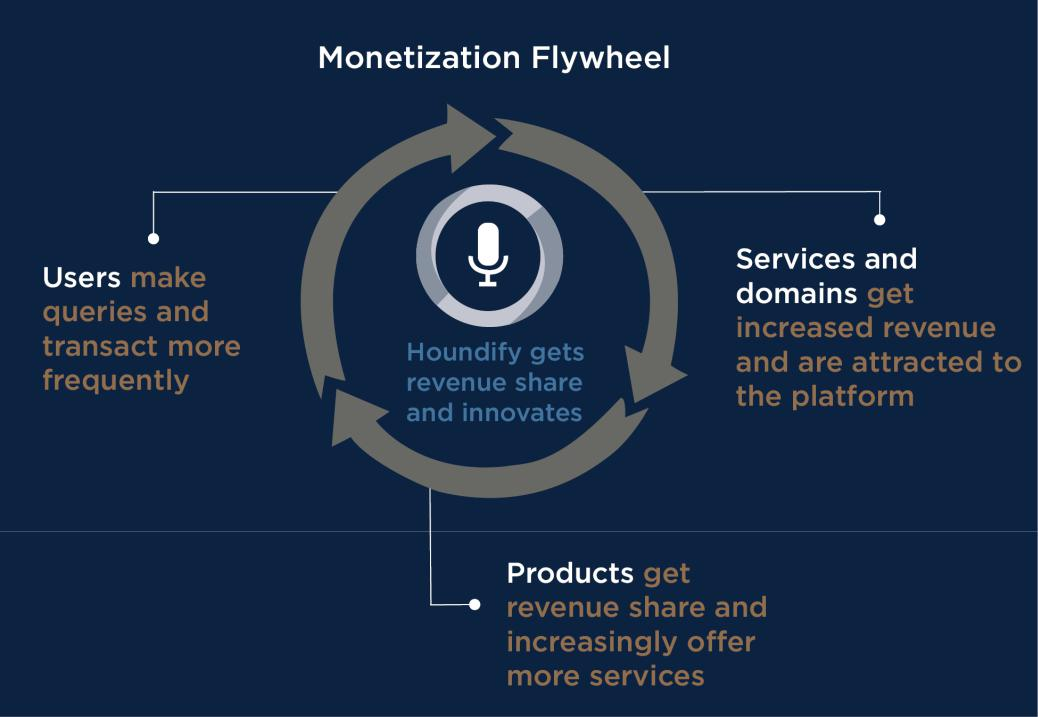 Monetization Flywheel
Users make
queries and
transact more
frequently
Houndify gets
revenue share
and innovates
Services and
domains get
increased revenue
and are attracted to
the platform
Products get
revenue share and
increasingly offer
more services